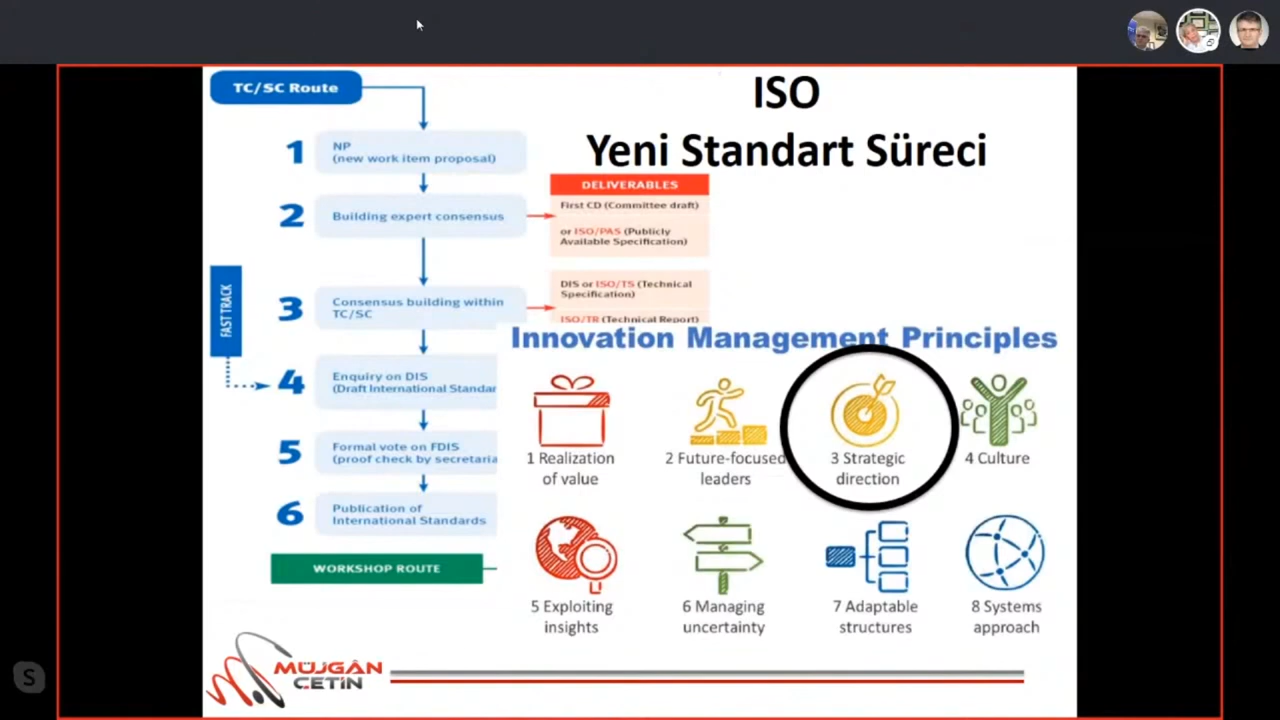 ISO
Yeni Standart Süreci
TC/SC Route
1
NP
(new work item proposal)
2
Building expert consensus
DELIVERABLES
First CD (Committee draft)
or ISO/PAS (Publicly
Available Specification)
FAST TRACK
3
Consensus building within
TC/SC
DIS or ISO/TS (Technical
Specification)
ISO/TR (Technical Report)
4
Enquiry on DIS
(Draft International Standar
5
Formal vote on FDIS
(proof check by secretaria
6
Publication of
International Standards
WORKSHOP ROUTE
Innovation Management Principles
1 Realization
of value
2 Future-focused
leaders
3 Strategic
direction
4 Culture
5 Exploiting
insights
6 Managing
uncertainty
7 Adaptable
structures
8 Systems
approach
MÜJGÂN
ÇETİN
S